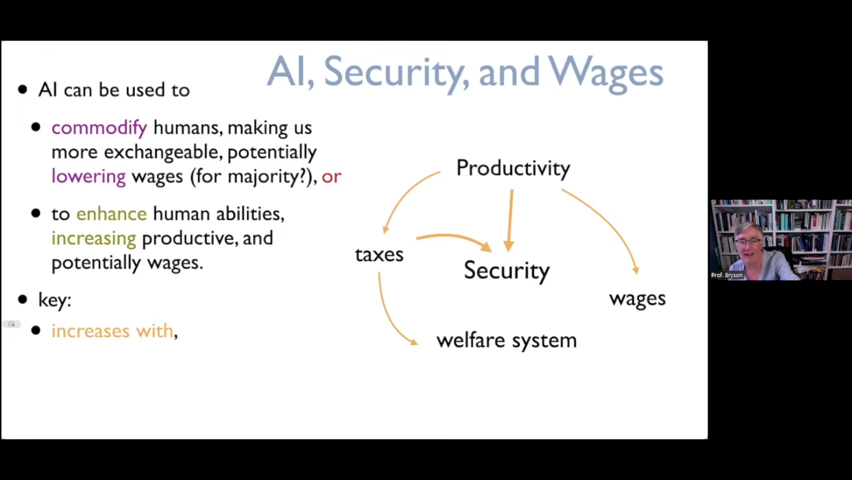 AI, Security, and Wages
• AI can be used to
• commodify humans, making us
more exchangeable, potentially
lowering wages (for majority?), or
• to enhance human abilities,
increasing productive, and
potentially wages.
• key:
• increases with,
Productivity
taxes
Security
wages
welfare system
Prof. Bryson